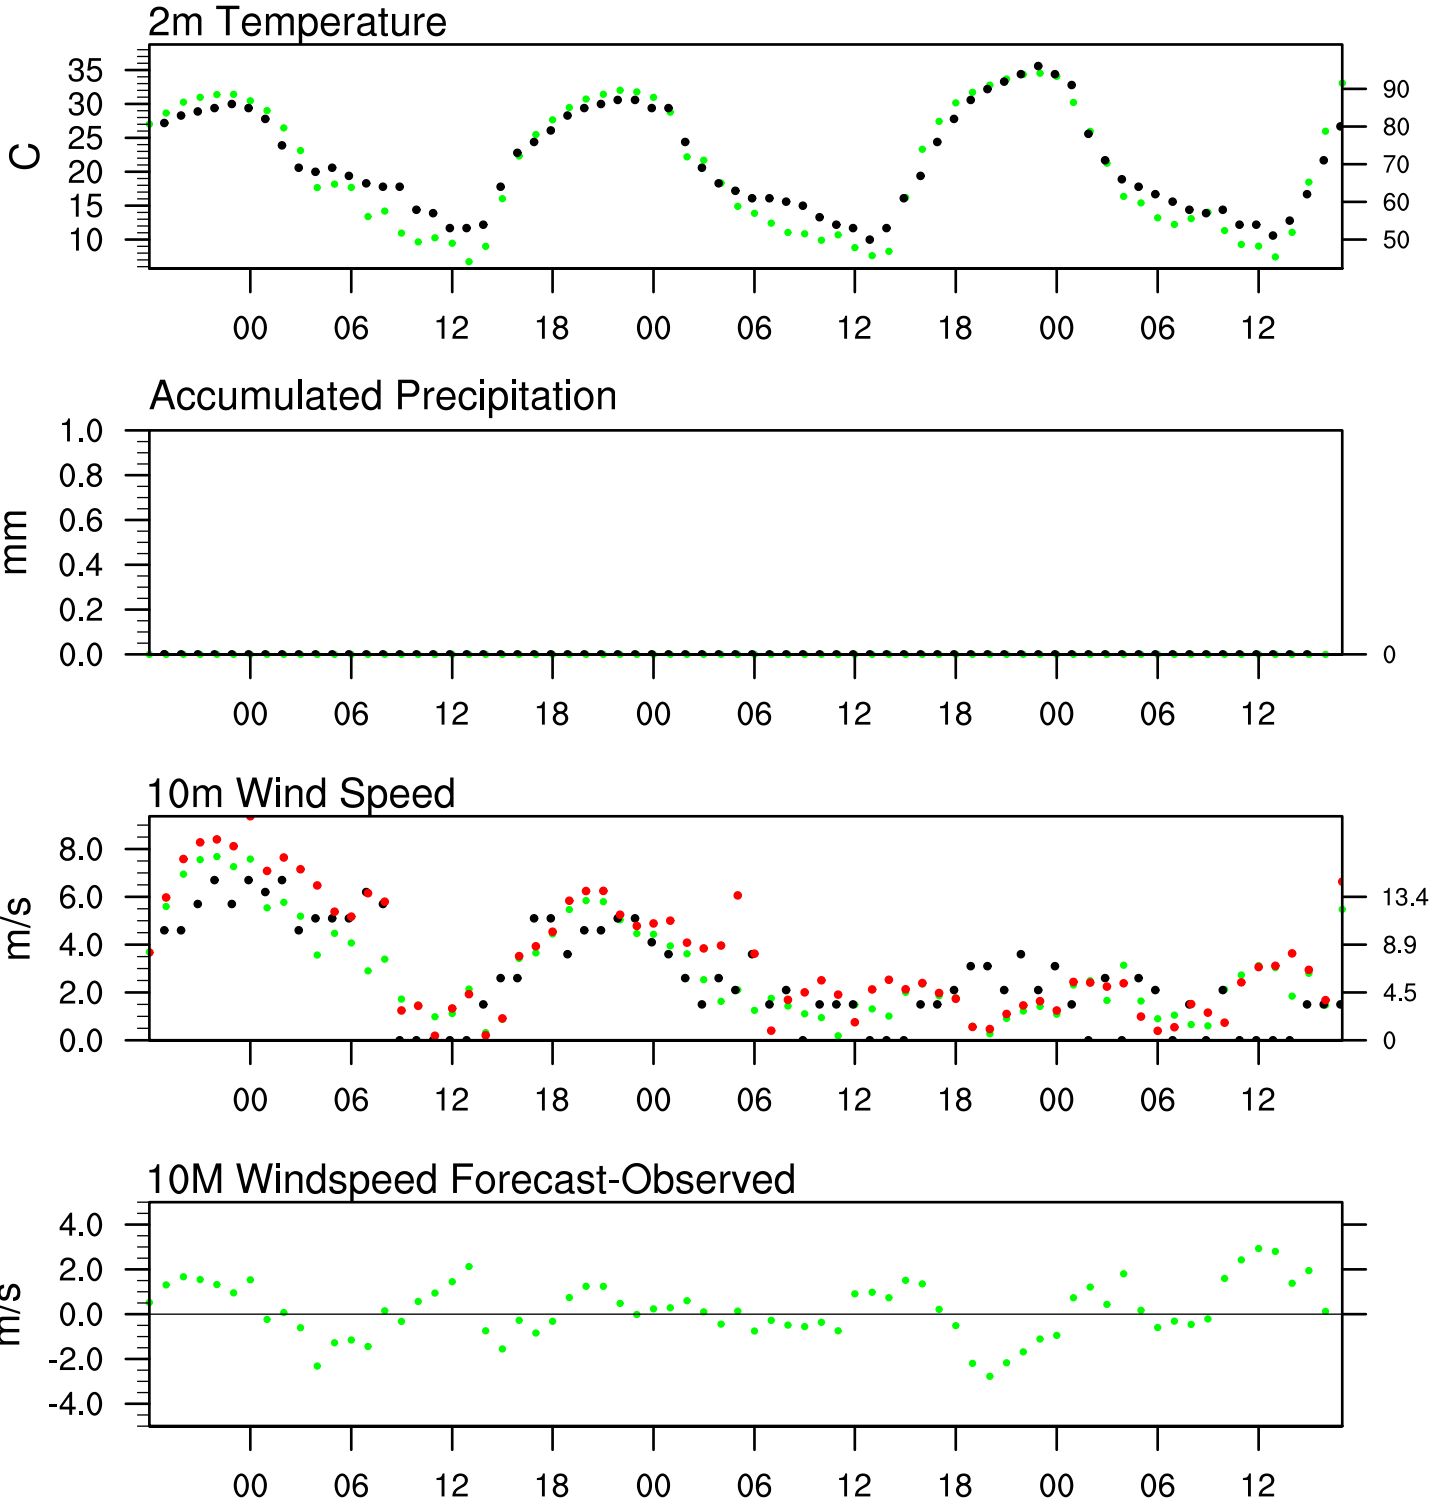 2m Temperature
35
30
25
20
15
10
C
90
80
70
60
50
00 06 12 18 00 06 12 18 00 06 12
Accumulated Precipitation
1.0
0.8
0.6
0.4
0.2
0.0
mm
0
00 06 12 18 00 06 12 18 00 06 12
10m Wind Speed
8.0
6.0
4.0
2.0
0.0
m/s
13.4
8.9
4.5
0
00 06 12 18 00 06 12 18 00 06 12
10M Windspeed Forecast-Observed
4.0
2.0
0.0
-2.0
-4.0
m/s
00 06 12 18 00 06 12 18 00 06 12